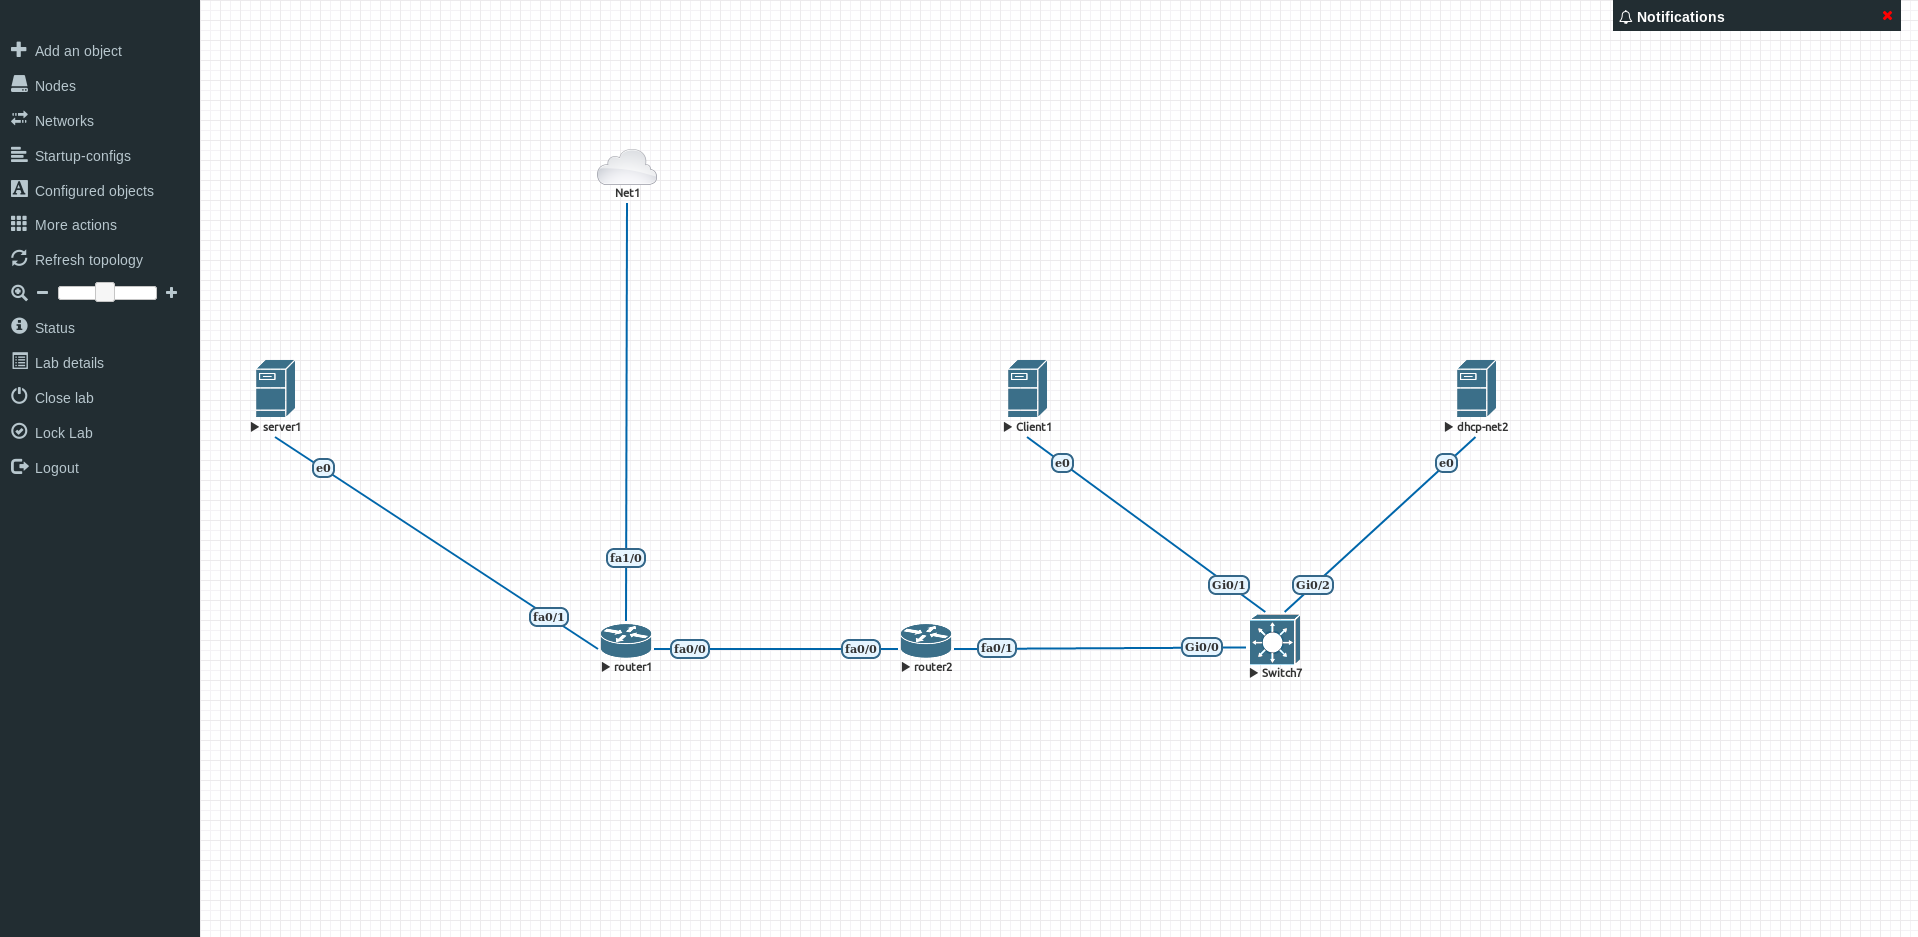 Notifications
Add an object
Nodes
Networks
Startup-configs
Configured objects
More actions
Refresh topology
Status
Lab details
Close lab
Lock Lab
Logout
Net1
server1
Client1
dhcp-net2
e0
e0
e0
fa1/0
Gi0/1
Gi0/2
fa0/1
fa0/0
fa0/0
fa0/1
Gi0/0
router1
router2
Switch7